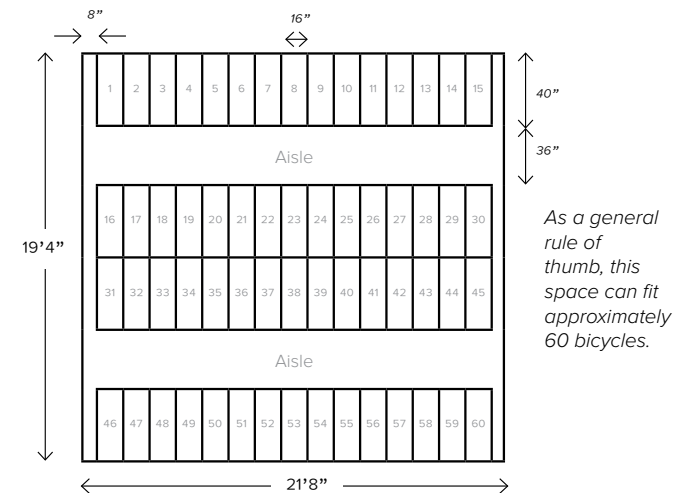 8” 16”
1 2 3 4 5 6 7 8 9 10 11 12 13 14 15
40”
Aisle
36”
16 17 18 19 20 21 22 23 24 25 26 27 28 29 30
19’4”
31 32 33 34 35 36 37 38 39 40 41 42 43 44 45
As a general
rule of
thumb, this
space can fit
approximately
60 bicycles.
Aisle
46 47 48 49 50 51 52 53 54 55 56 57 58 59 60
21’8”